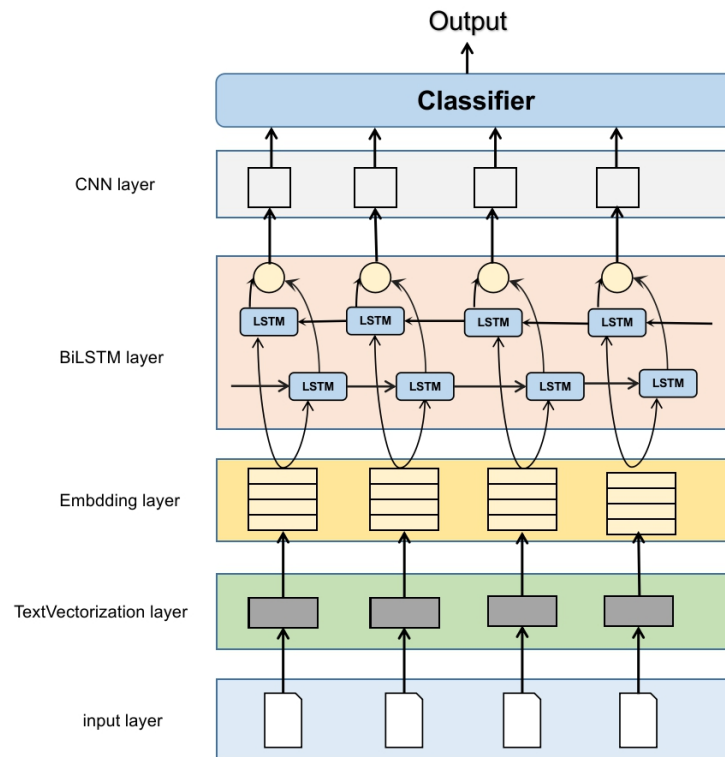 Output
Classifier
CNN layer
LSTM LSTM LSTM LSTM
BiLSTM layer
LSTM LSTM LSTM LSTM
Embdding layer
TextVectorization layer
input layer